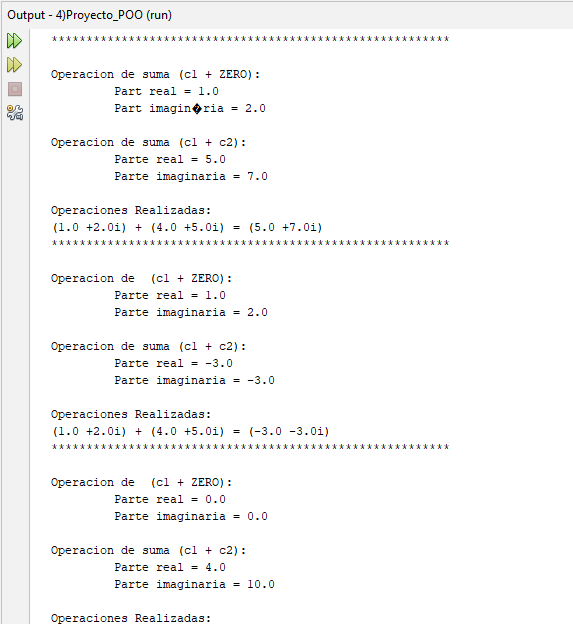 Output - 4)Proyecto_POO (run)
*********************************************************
Operacion de suma (c1 + ZERO):
Part real = 1.0
Part imagin�ria = 2.0
Operacion de suma (c1 + c2):
Parte real = 5.0
Parte imaginaria = 7.0
Operaciones Realizadas:
(1.0 +2.0i) + (4.0 +5.0i) = (5.0 +7.0i)
*********************************************************
Operacion de  (c1 + ZERO):
Parte real = 1.0
Parte imaginaria = 2.0
Operacion de suma (c1 + c2):
Parte real = -3.0
Parte imaginaria = -3.0
Operaciones Realizadas:
(1.0 +2.0i) + (4.0 +5.0i) = (-3.0 -3.0i)
*********************************************************
Operacion de  (c1 + ZERO):
Parte real = 0.0
Parte imaginaria = 0.0
Operacion de suma (c1 + c2):
Parte real = 4.0
Parte imaginaria = 10.0
Operaciones Realizadas: